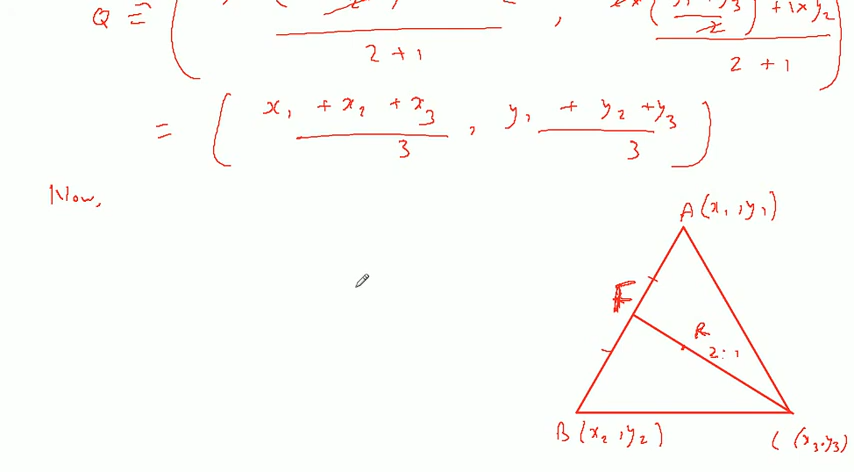 Q =
2 + 1 , 2 + 1
= ( x₁ + x₂ + x₃ / 3 , y₁ + y₂ + y₃ / 3 )
Now,
A (x₁ , y₁)
F
R
2 : 1
B (x₂ , y₂)
C (x₃, y₃)